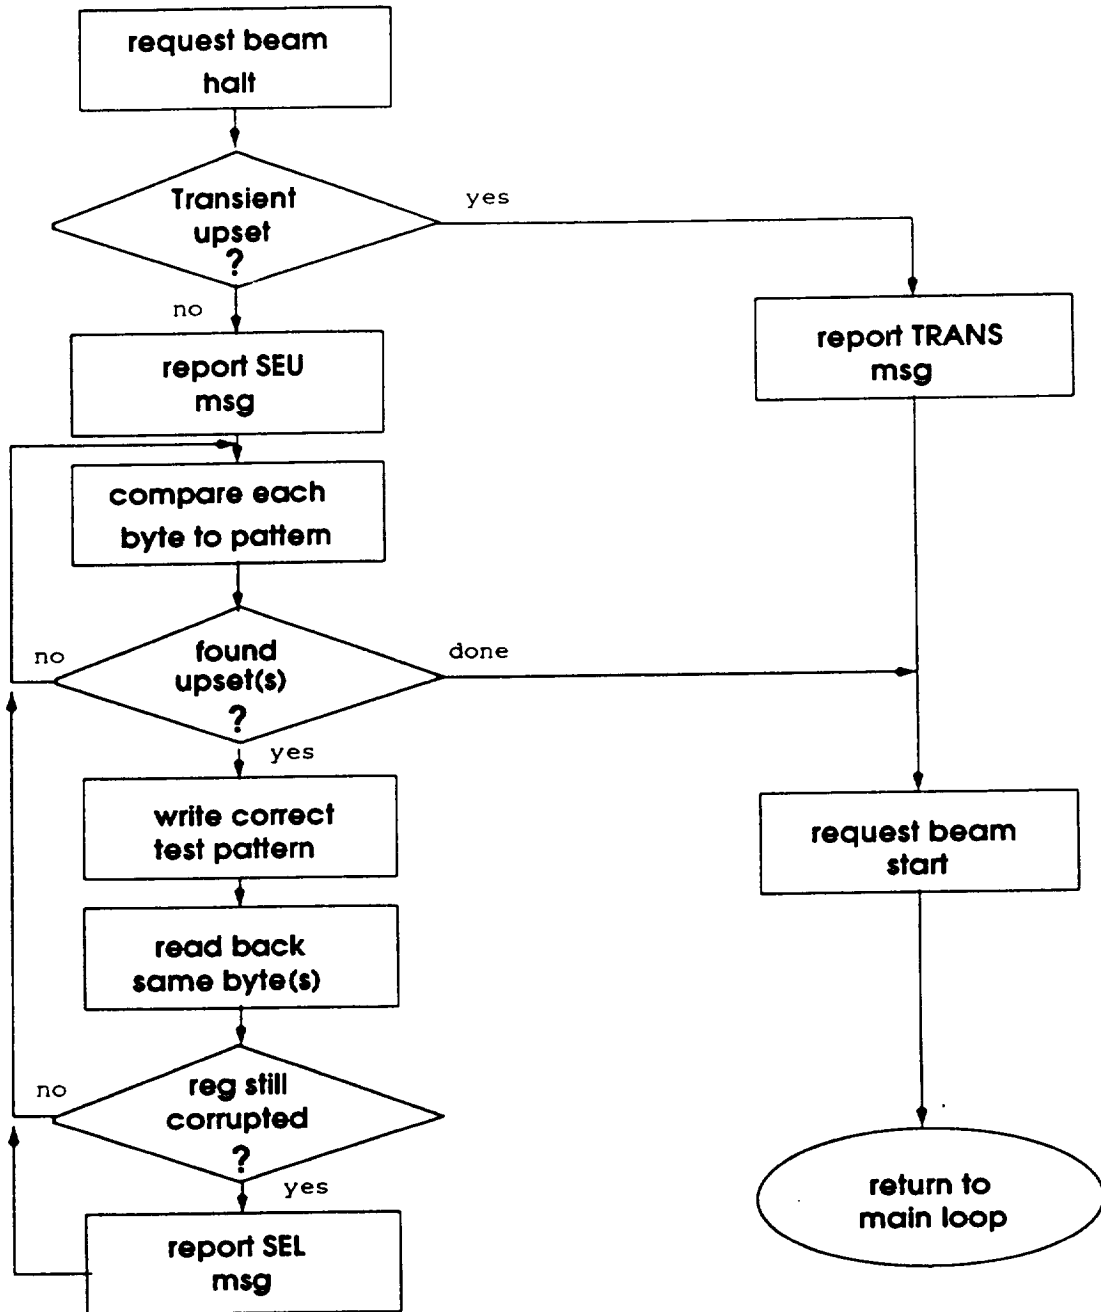 request beam
halt
Transient
upset
?
yes
no
report SEU
msg
report TRANS
msg
compare each
byte to pattern
no
found
upset(s)
?
done
yes
write correct
test pattern
request beam
start
read back
same byte(s)
no
reg still
corrupted
?
yes
return to
main loop
report SEL
msg